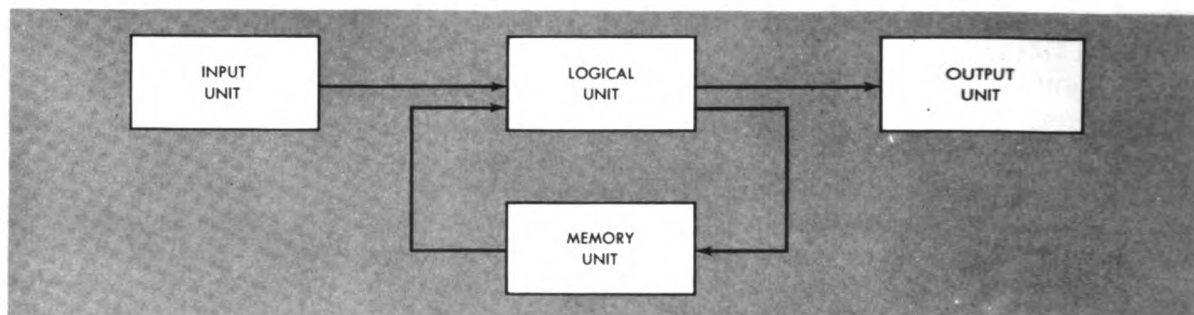 INPUT
UNIT
LOGICAL
UNIT
OUTPUT
UNIT
MEMORY
UNIT